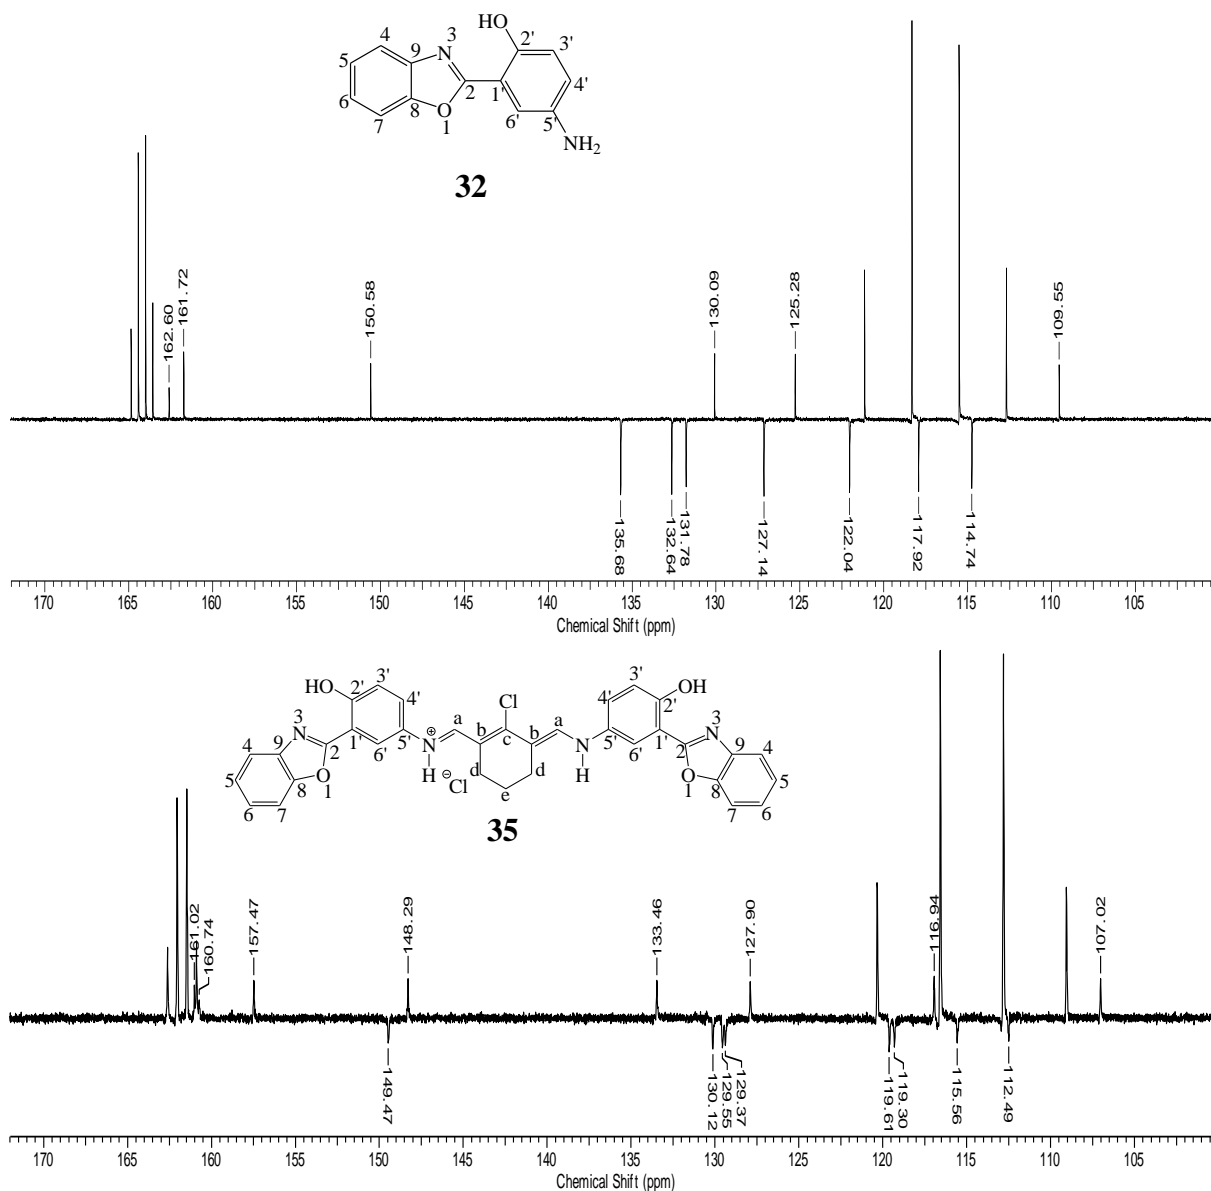 HO
4 3 2' 3'
9 N
5 2 1' 4'
6 8 6' 5'
7 O 1
NH2
32
162.60
161.72
150.58
130.09
125.28
109.55
135.68
132.64
131.78
127.14
122.04
117.92
114.74
170 165 160 155 150 145 140 135 130 125 120 115 110 105
Chemical Shift (ppm)
HO 2' 3' 4' Cl 4' 3' 2' OH
3 N a b c b a N 3
4 9 2 1' 6' 5' N⊕ N 5' 6' 1' 2 9 4
5 8 O 1 H ⊖Cl d e d H 1 O 8 5
6 7 7 6
35
161.02
160.74
157.47
148.29
133.46
127.90
116.94
107.02
149.47
130.12
129.55
129.37
119.61
119.30
115.56
112.49
170 165 160 155 150 145 140 135 130 125 120 115 110 105
Chemical Shift (ppm)